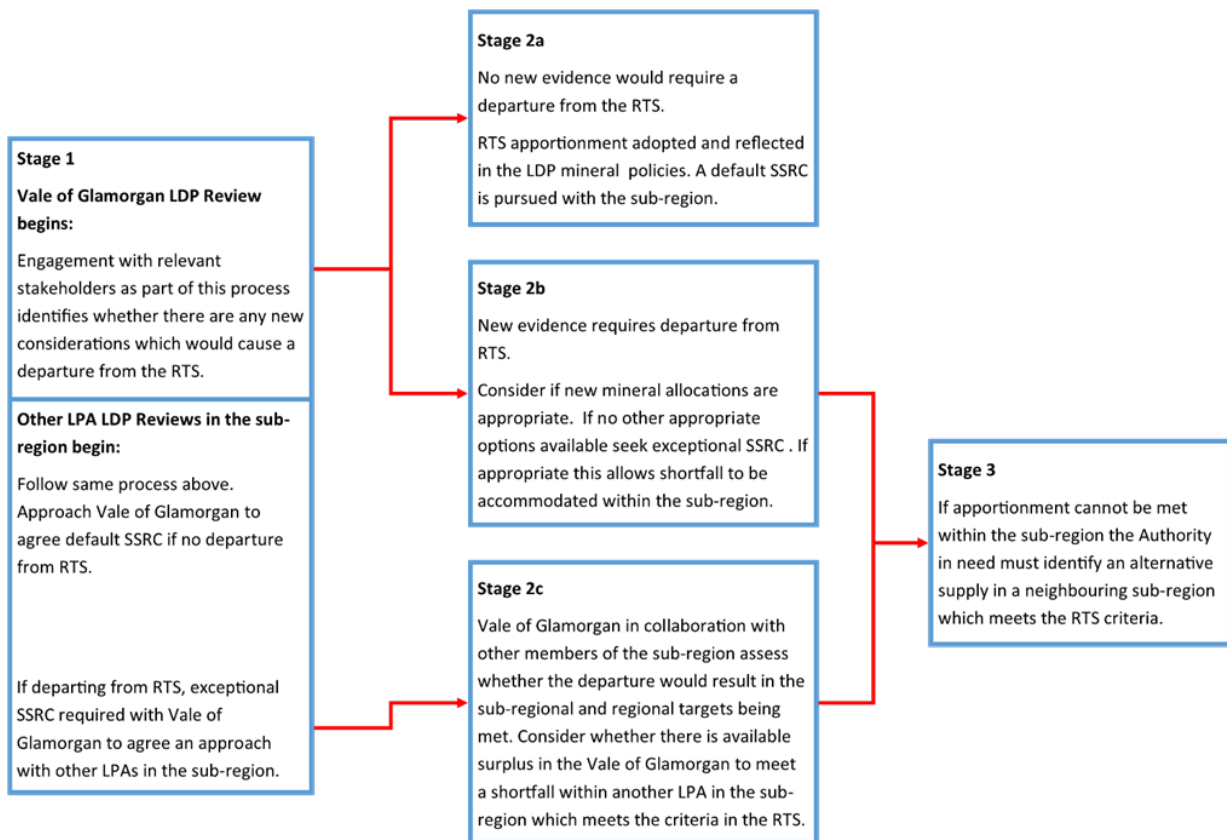 Stage 1
Vale of Glamorgan LDP Review
begins:
Engagement with relevant
stakeholders as part of this process
identifies whether there are any new
considerations which would cause a
departure from the RTS.
Other LPA LDP Reviews in the sub-
region begin:
Follow same process above.
Approach Vale of Glamorgan to
agree default SSRC if no departure
from RTS.
If departing from RTS, exceptional
SSRC required with Vale of
Glamorgan to agree an approach
with other LPAs in the sub-region.
Stage 2a
No new evidence would require a
departure from the RTS.
RTS apportionment adopted and reflected
in the LDP mineral  policies. A default SSRC
is pursued with the sub-region.
Stage 2b
New evidence requires departure from
RTS.
Consider if new mineral allocations are
appropriate.  If no other appropriate
options available seek exceptional SSRC . If
appropriate this allows shortfall to be
accommodated within the sub-region.
Stage 2c
Vale of Glamorgan in collaboration with
other members of the sub-region assess
whether the departure would result in the
sub-regional and regional targets being
met. Consider whether there is available
surplus in the Vale of Glamorgan to meet
a shortfall within another LPA in the sub-
region which meets the criteria in the RTS.
Stage 3
If apportionment cannot be met
within the sub-region the Authority
in need must identify an alternative
supply in a neighbouring sub-region
which meets the RTS criteria.